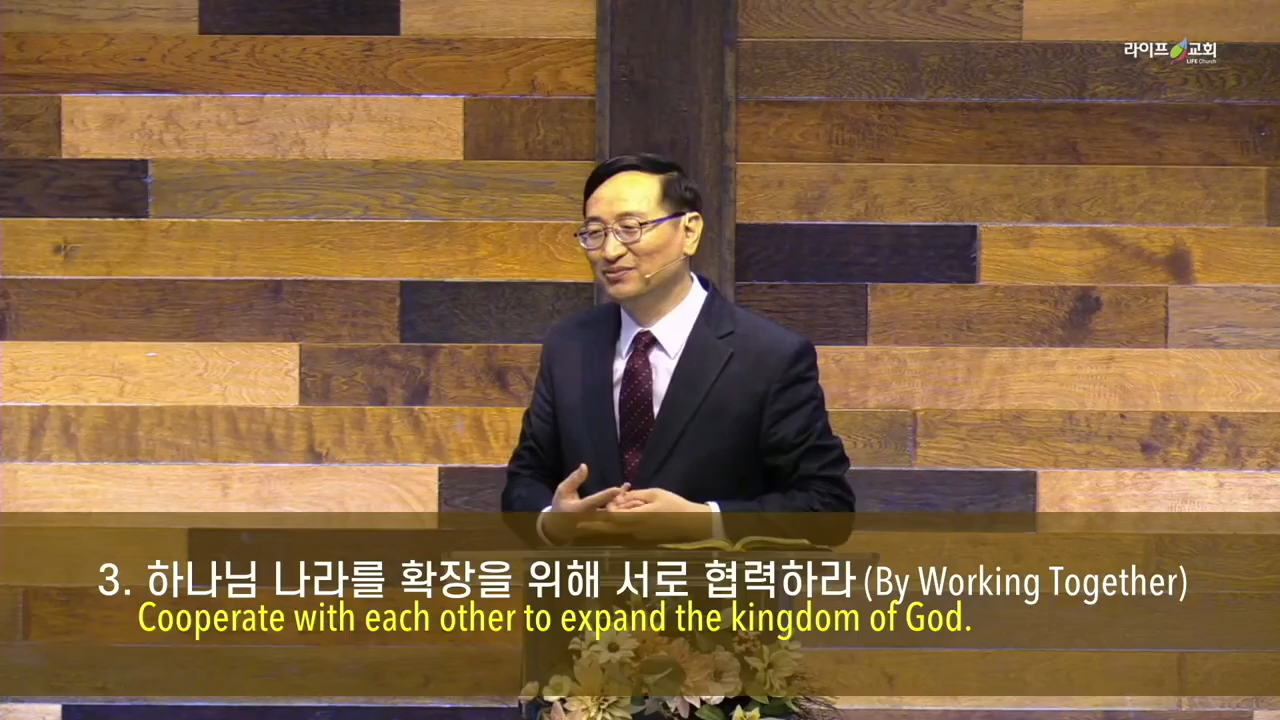 라이프 교회
LIFE Church
3. 하나님 나라를 확장을 위해 서로 협력하라 (By Working Together)
Cooperate with each other to expand the kingdom of God.